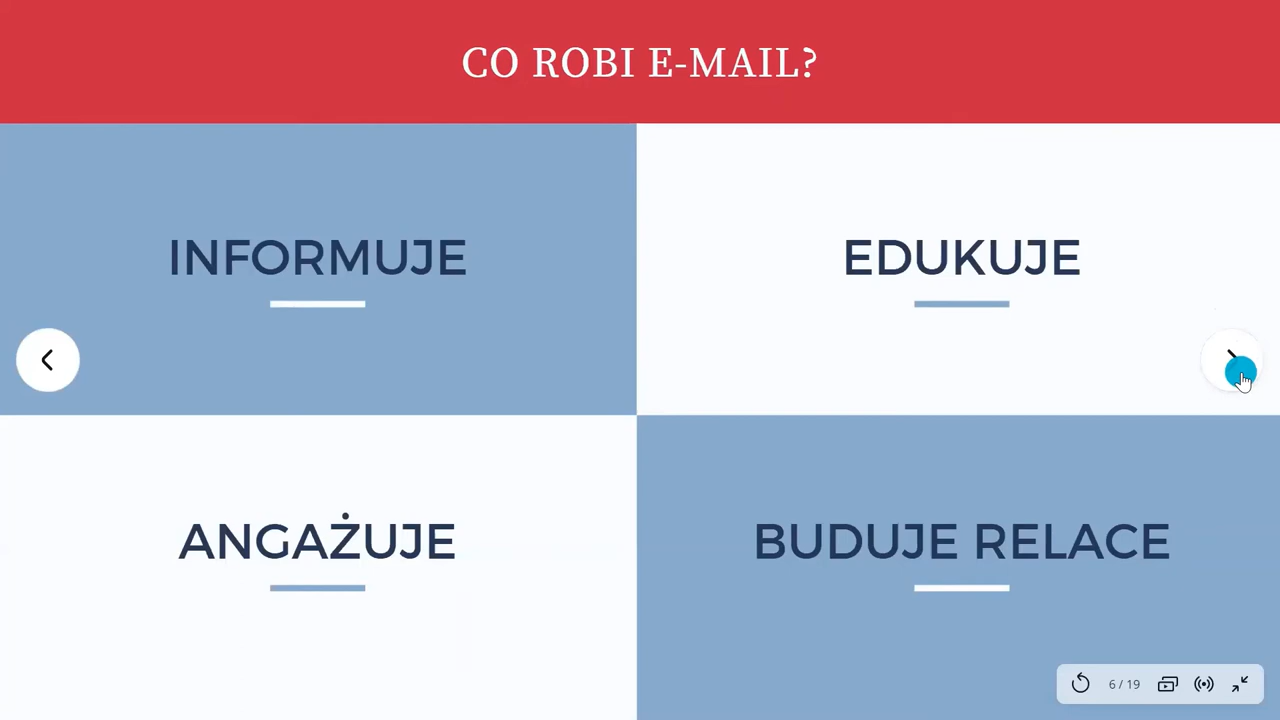 CO ROBI E-MAIL?
INFORMUJE
EDUKUJE
ANGAŻUJE
BUDUJE RELACE
6 / 19